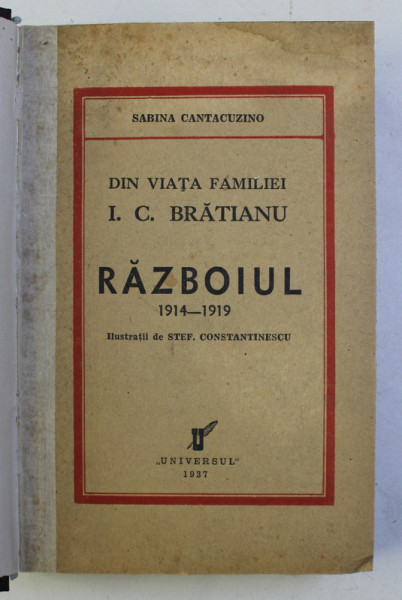 SABINA CANTACUZINO
DIN VIAȚA FAMILIEI
I. C. BRĂTIANU
RĂZBOIUL
1914—1919
Ilustrații de STEF. CONSTANTINESCU
„UNIVERSUL"
1937